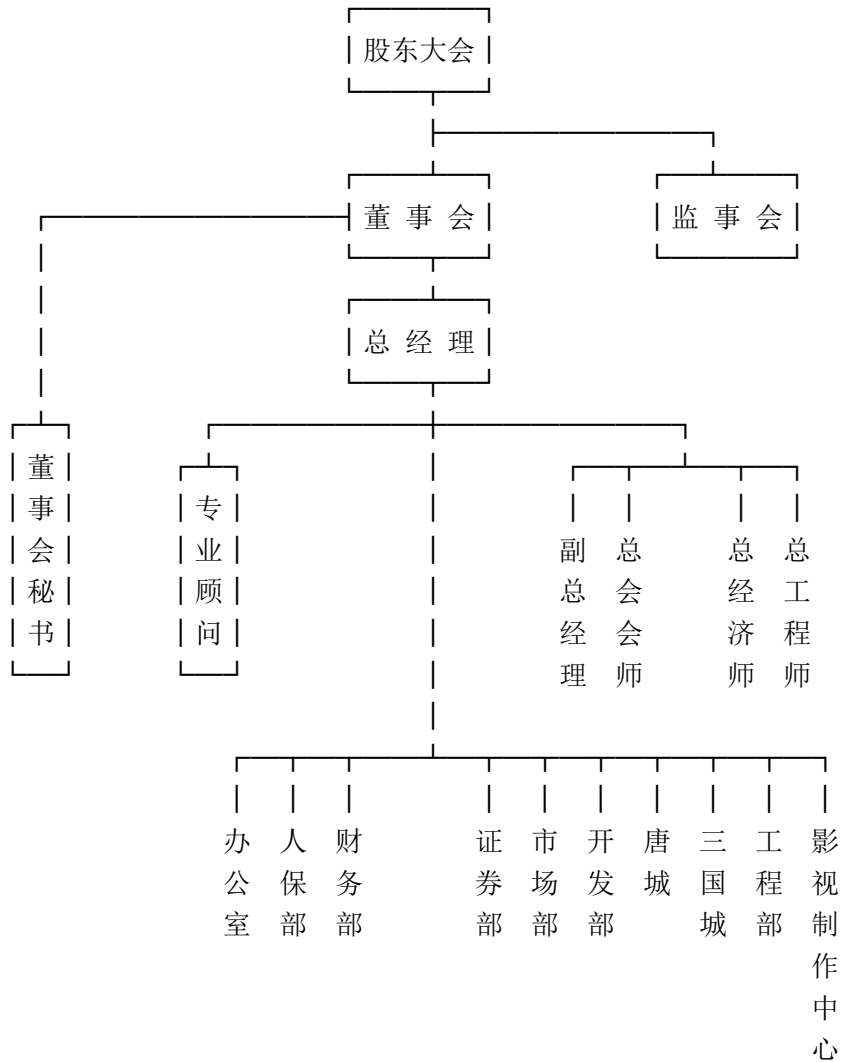 股东大会
董 事 会
监 事 会
总 经 理
董事会秘书
专业顾问
副总经理
总会会师
总经济师
总工程师
办公室
人保部
财务部
证券部
市场部
开发部
唐城
三国城
工程部
影视制作中心